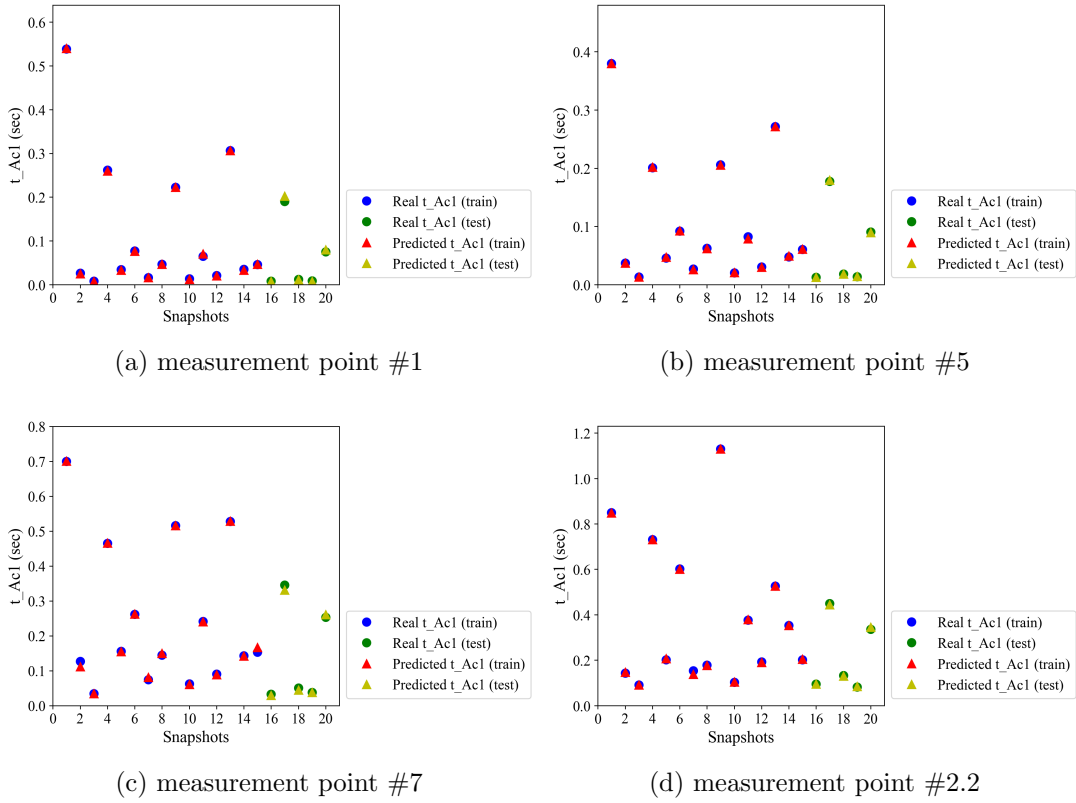 0.6
0.5
0.4
0.3
0.2
0.1
0.0
t_Ac1 (sec)
0 2 4 6 8 10 12 14 16 18 20
Snapshots
Real t_Ac1 (train)
Real t_Ac1 (test)
Predicted t_Ac1 (train)
Predicted t_Ac1 (test)
(a) measurement point #1
0.4
0.3
0.2
0.1
0.0
t_Ac1 (sec)
0 2 4 6 8 10 12 14 16 18 20
Snapshots
Real t_Ac1 (train)
Real t_Ac1 (test)
Predicted t_Ac1 (train)
Predicted t_Ac1 (test)
(b) measurement point #5
0.8
0.7
0.6
0.5
0.4
0.3
0.2
0.1
0.0
t_Ac1 (sec)
0 2 4 6 8 10 12 14 16 18 20
Snapshots
Real t_Ac1 (train)
Real t_Ac1 (test)
Predicted t_Ac1 (train)
Predicted t_Ac1 (test)
(c) measurement point #7
1.2
1.0
0.8
0.6
0.4
0.2
0.0
t_Ac1 (sec)
0 2 4 6 8 10 12 14 16 18 20
Snapshots
Real t_Ac1 (train)
Real t_Ac1 (test)
Predicted t_Ac1 (train)
Predicted t_Ac1 (test)
(d) measurement point #2.2